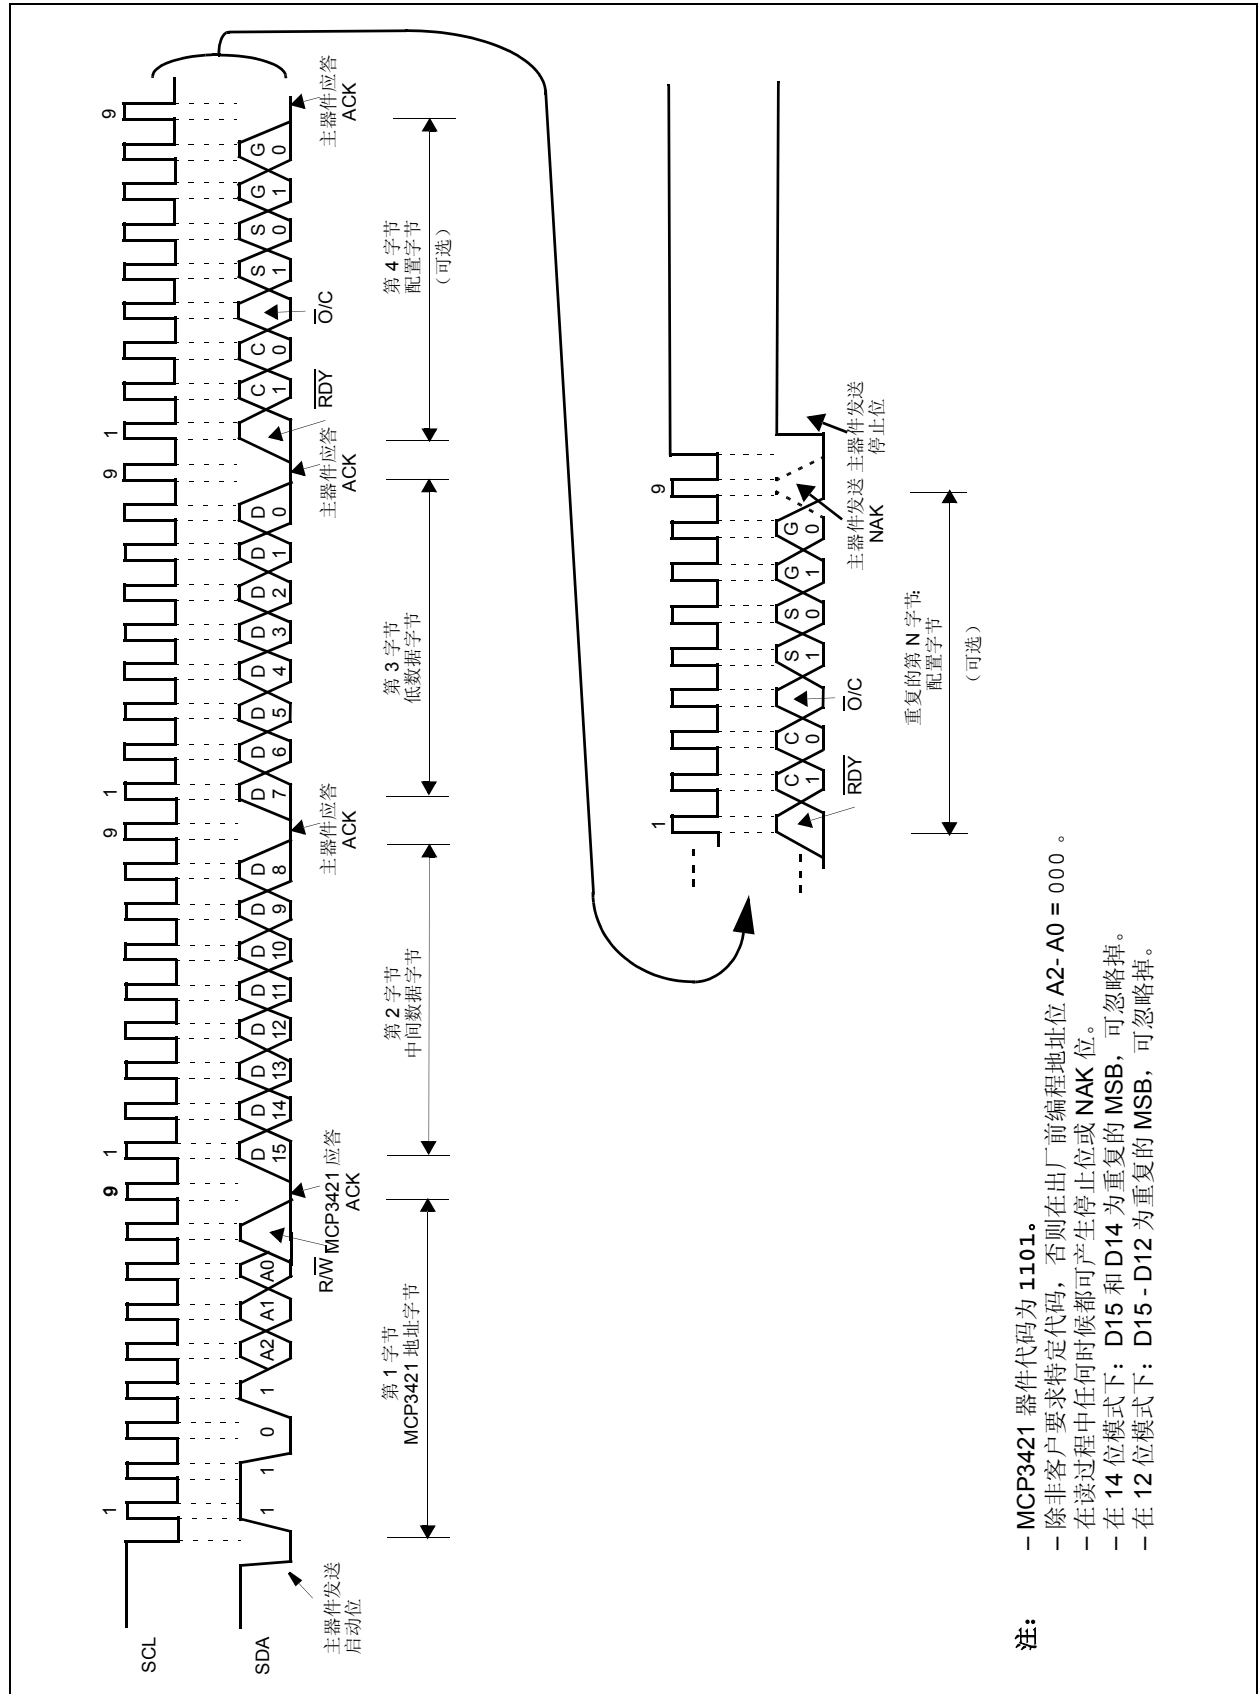 SCL
1
9
1
9
1
9
1
9
SDA
1
1
0
1
A2
A1
A0
D 15
D 14
D 13
D 12
D 11
D 10
D 9
D 8
D 7
D 6
D 5
D 4
D 3
D 2
D 1
D 0
C 1
C 0
S 1
S 0
G 1
G 0
主器件发送
启动位
R/W
MCP3421 应答
ACK
主器件应答
ACK
主器件应答
ACK
RDY
O/C
主器件应答
ACK
第 1 字节
MCP3421 地址字节
第 2 字节
中间数据字节
第 3 字节
低数据字节
第 4 字节
配置字节
（可选）
1
9
C 1
C 0
S 1
S 0
G 1
G 0
RDY
O/C
主器件发送
NAK
主器件发送
停止位
重复的第 N 字节:
配置字节
（可选）
注:
– MCP3421 器件代码为 1101。
– 除非客户要求特定代码，否则在出厂前编程地址位 A2- A0 = 000 。
– 在读过程中任何时候都可产生停止位或 NAK 位。
– 在 14 位模式下: D15 和 D14 为重复的 MSB，可忽略掉。
– 在 12 位模式下: D15 - D12 为重复的 MSB，可忽略掉。